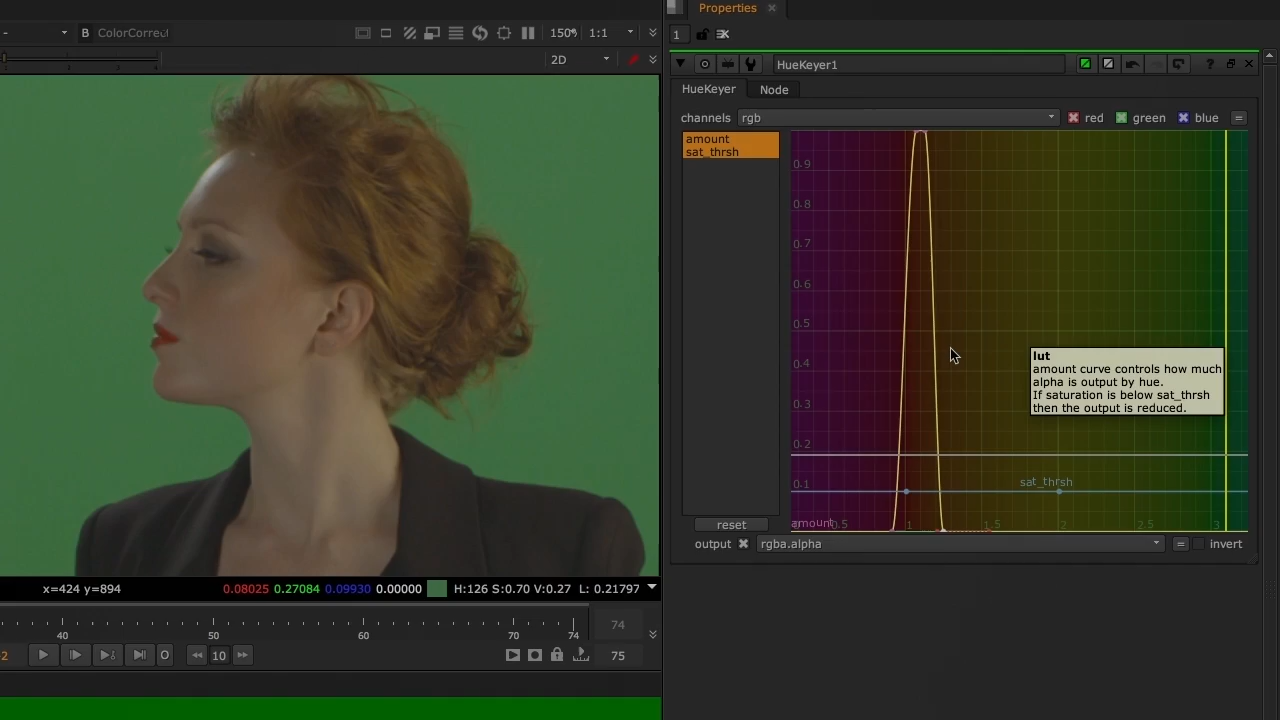 Properties
-
B ColorCorrect
150% 1:1
1
2D
HueKeyer1
?
HueKeyer Node
channels rgb red green blue =
amount
sat_thrsh
0.9
0.8
0.7
0.6
0.5
0.4
0.3
0.2
0.1
lut
amount curve controls how much
alpha is output by hue.
If saturation is below sat_thrsh
then the output is reduced.
sat_thrsh
amount 0.5 1 1.5 2 2.5 3
reset
output rgba.alpha = invert
x=424 y=894 0.08025 0.27084 0.09930 0.00000 H:126 S:0.70 V:0.27 L: 0.21797
40 50 60 70 74
74
2 O 10 75